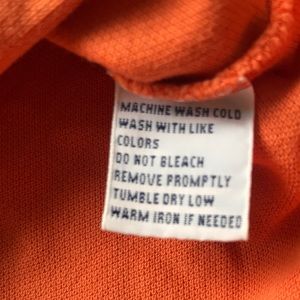 MACHINE WASH COLD
WASH WITH LIKE
COLORS
DO NOT BLEACH
REMOVE PROMPTLY
TUMBLE DRY LOW
WARM IRON IF NEEDED